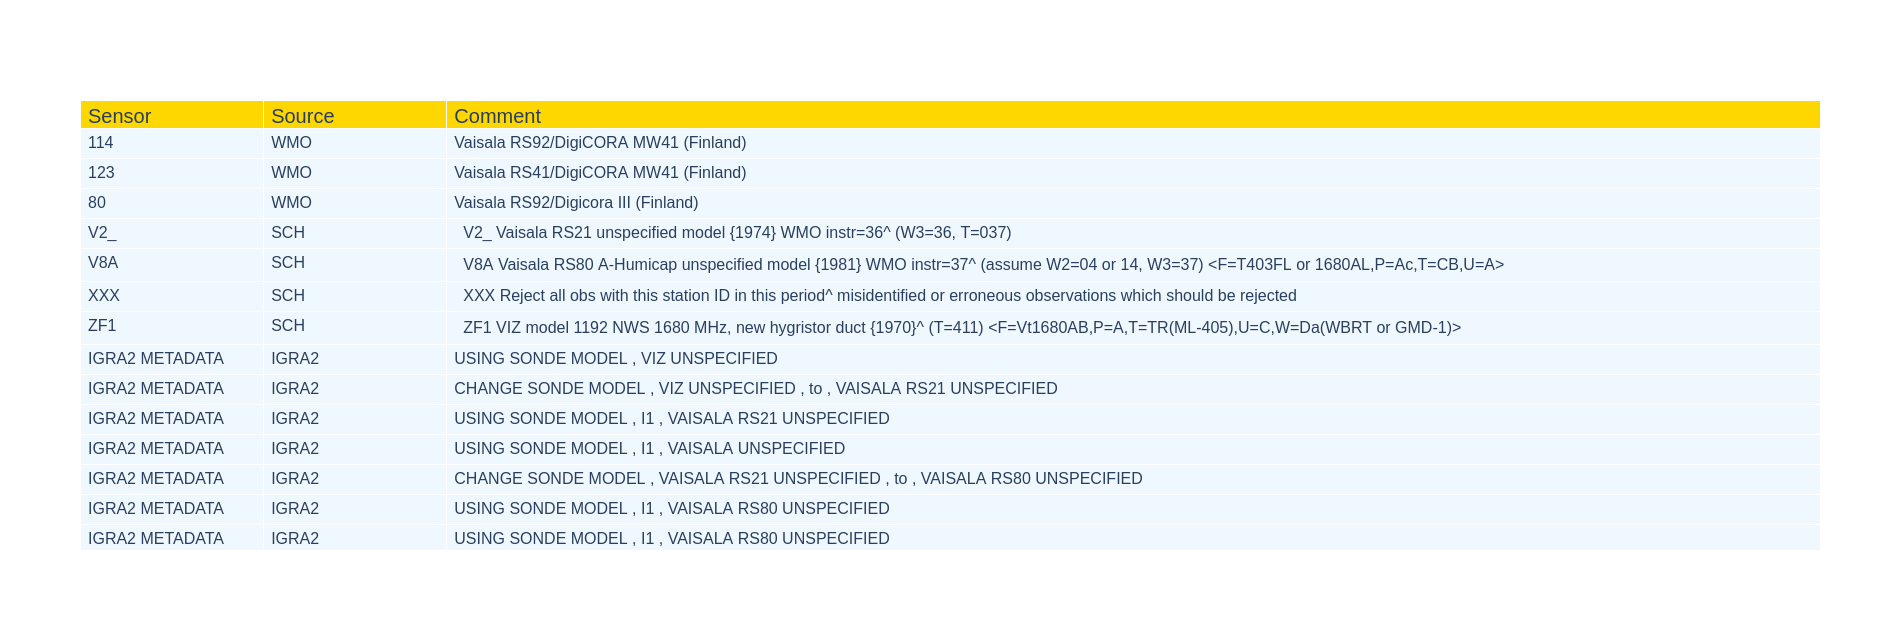 Sensor Source Comment
114 WMO Vaisala RS92/DigiCORA MW41 (Finland)
123 WMO Vaisala RS41/DigiCORA MW41 (Finland)
80 WMO Vaisala RS92/Digicora III (Finland)
V2_ SCH V2_ Vaisala RS21 unspecified model {1974} WMO instr=36^ (W3=36, T=037)
V8A SCH V8A Vaisala RS80 A-Humicap unspecified model {1981} WMO instr=37^ (assume W2=04 or 14, W3=37) <F=T403FL or 1680AL,P=Ac,T=CB,U=A>
XXX SCH XXX Reject all obs with this station ID in this period^ misidentified or erroneous observations which should be rejected
ZF1 SCH ZF1 VIZ model 1192 NWS 1680 MHz, new hygristor duct {1970}^ (T=411) <F=Vt1680AB,P=A,T=TR(ML-405),U=C,W=Da(WBRT or GMD-1)>
IGRA2 METADATA IGRA2 USING SONDE MODEL , VIZ UNSPECIFIED
IGRA2 METADATA IGRA2 CHANGE SONDE MODEL , VIZ UNSPECIFIED , to , VAISALA RS21 UNSPECIFIED
IGRA2 METADATA IGRA2 USING SONDE MODEL , I1 , VAISALA RS21 UNSPECIFIED
IGRA2 METADATA IGRA2 USING SONDE MODEL , I1 , VAISALA UNSPECIFIED
IGRA2 METADATA IGRA2 CHANGE SONDE MODEL , VAISALA RS21 UNSPECIFIED , to , VAISALA RS80 UNSPECIFIED
IGRA2 METADATA IGRA2 USING SONDE MODEL , I1 , VAISALA RS80 UNSPECIFIED
IGRA2 METADATA IGRA2 USING SONDE MODEL , I1 , VAISALA RS80 UNSPECIFIED